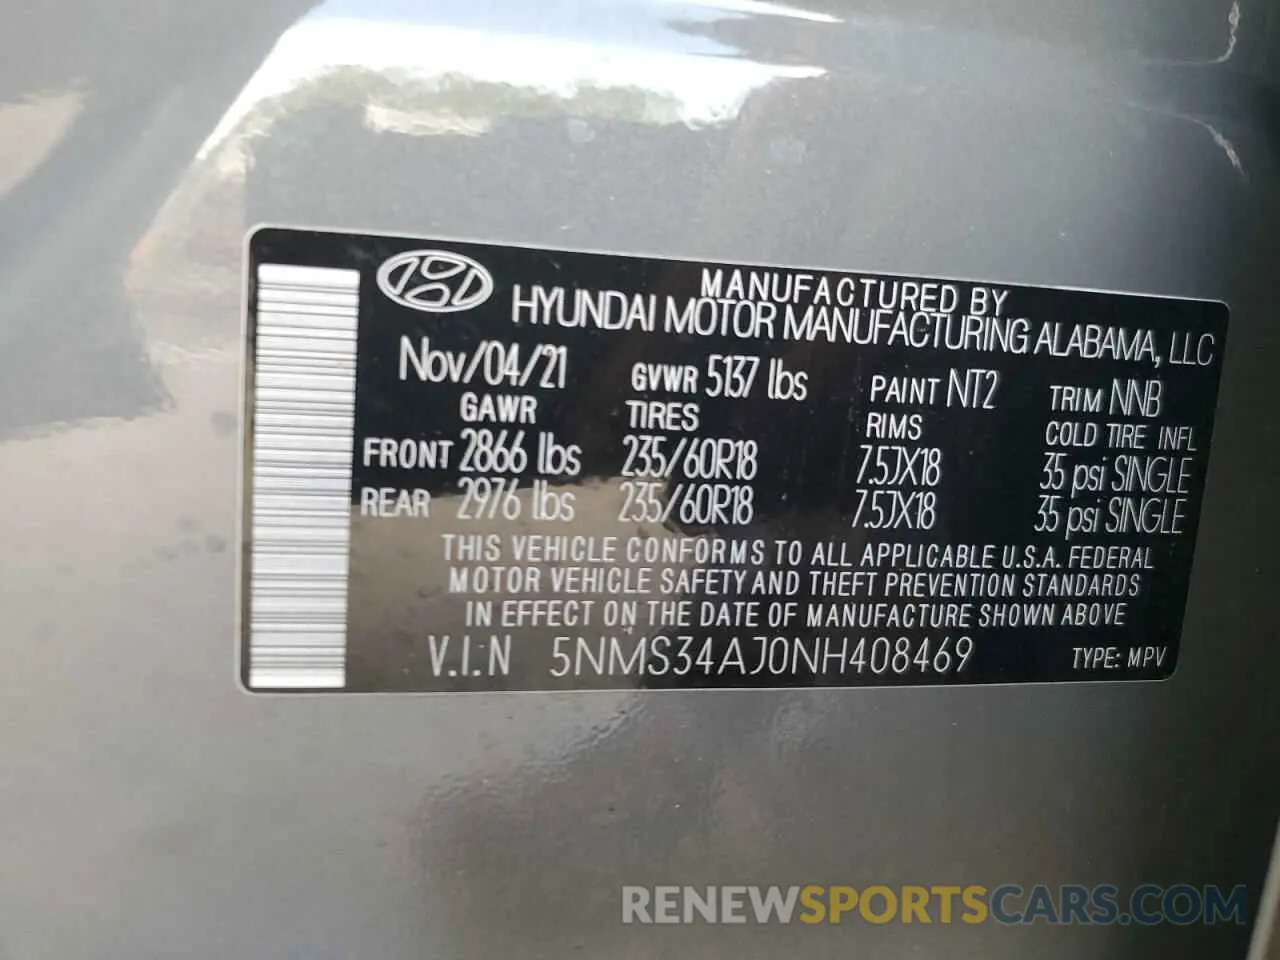 MANUFACTURED BY
HYUNDAI MOTOR MANUFACTURING ALABAMA, LLC
Nov/04/21 GVWR 5137 lbs PAINT NT2 TRIM NNB
GAWR TIRES RIMS COLD TIRE INFL
FRONT 2866 lbs 235/60R18 7.5JX18 35 psi SINGLE
REAR 2976 lbs 235/60R18 7.5JX18 35 psi SINGLE
THIS VEHICLE CONFORMS TO ALL APPLICABLE U.S.A. FEDERAL
MOTOR VEHICLE SAFETY AND THEFT PREVENTION STANDARDS
IN EFFECT ON THE DATE OF MANUFACTURE SHOWN ABOVE
V.I.N 5NMS34AJ0NH408469 TYPE: MPV
RENEWSPORTSCARS.COM